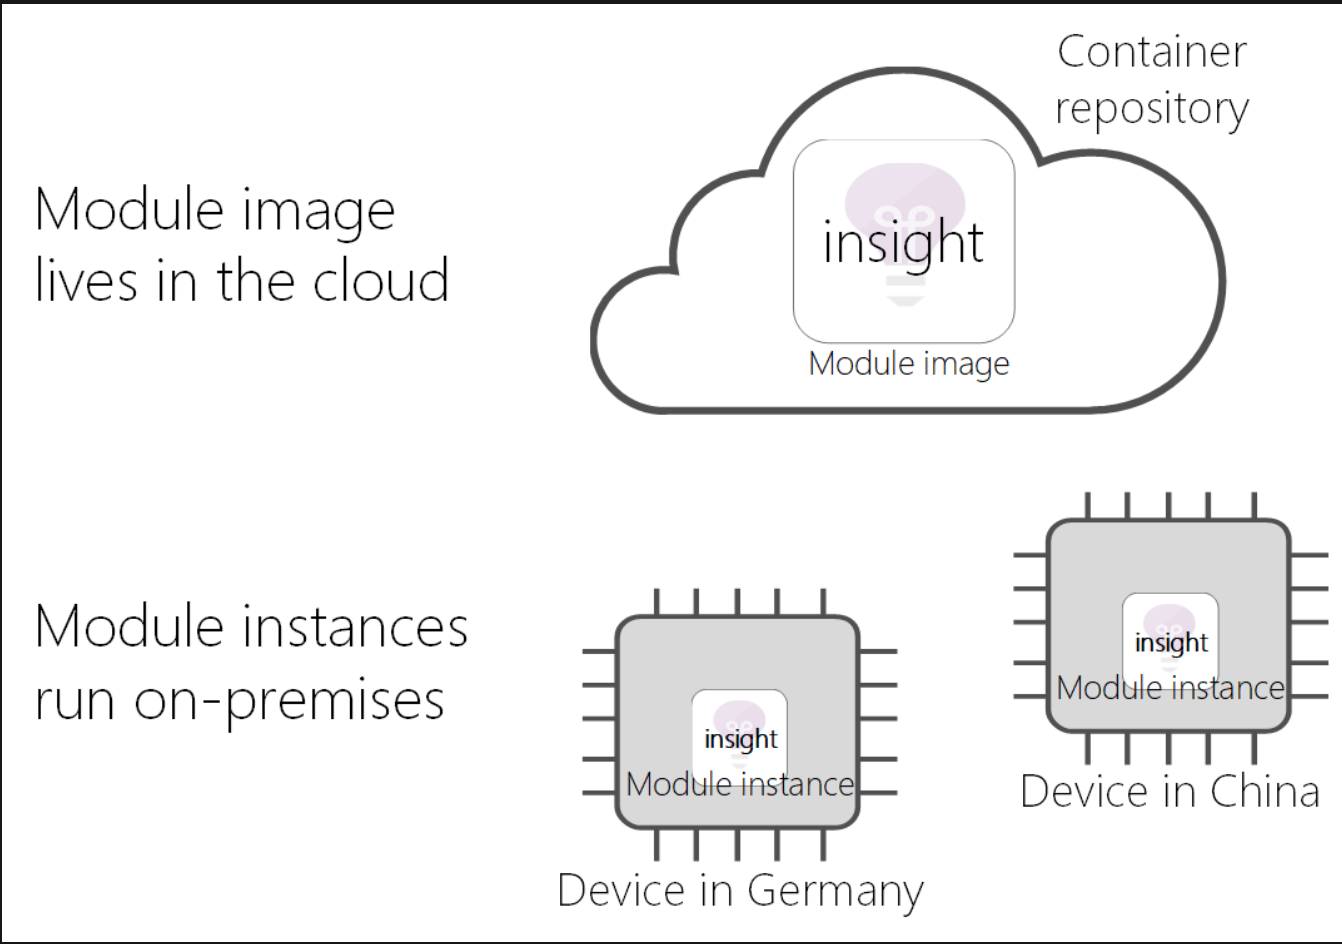 Container
repository
Module image
lives in the cloud
insight
Module image
Module instances
run on-premises
insight
Module instance
Device in China
insight
Module instance
Device in Germany